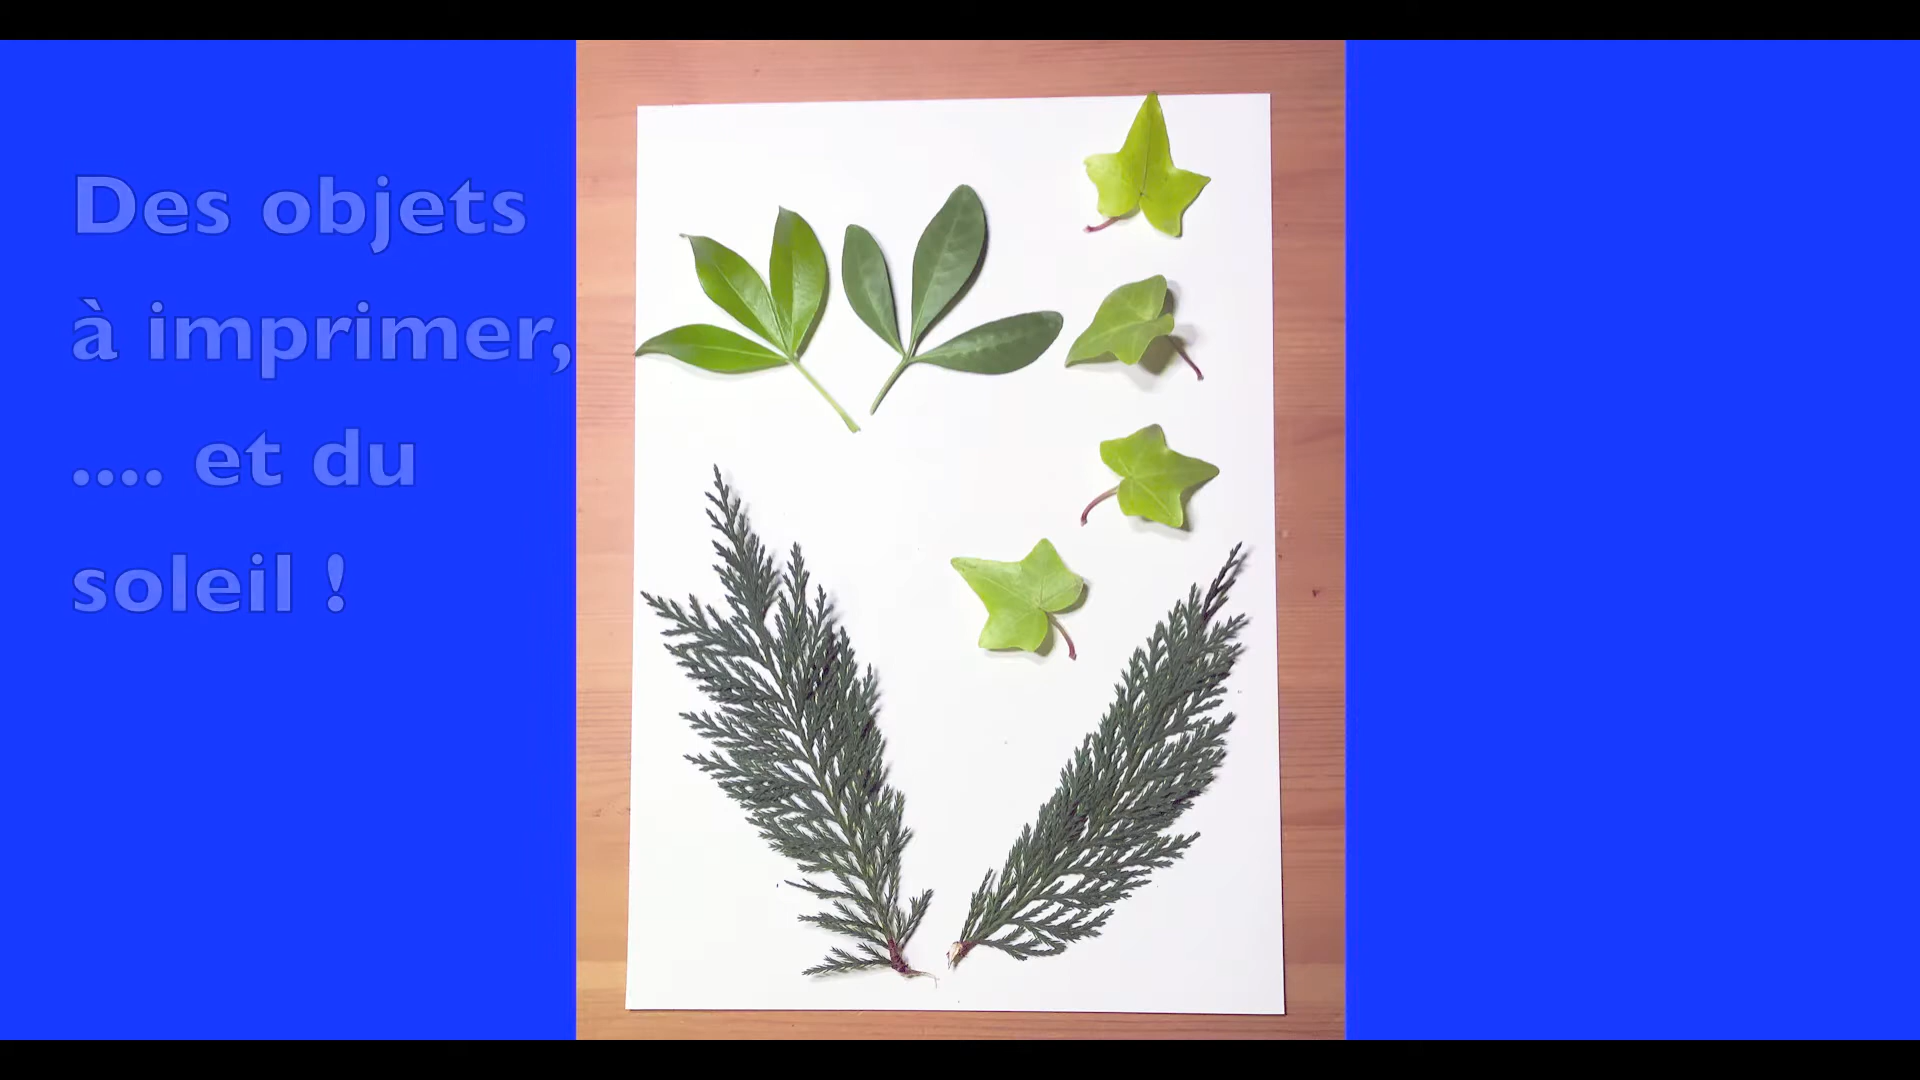 Des objets
à imprimer,
.... et du
soleil !